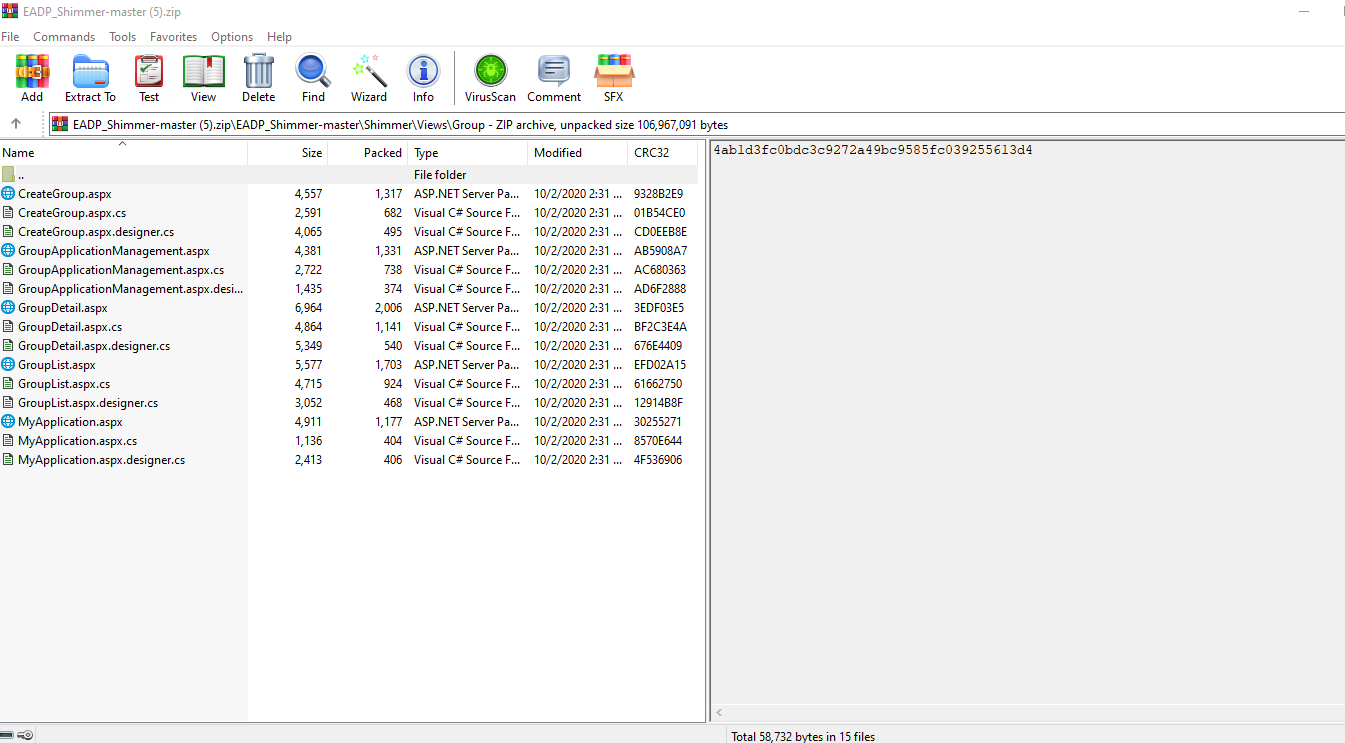 EADP_Shimmer-master (5).zip
File Commands Tools Favorites Options Help
Add Extract To Test View Delete Find Wizard Info VirusScan Comment SFX
EADP_Shimmer-master (5).zip\EADP_Shimmer-master\Shimmer\Views\Group - ZIP archive, unpacked size 106,967,091 bytes
Name Size Packed Type Modified CRC32
4ab1d3fc0bdc3c9272a49bc9585fc039255613d4
.. File folder
CreateGroup.aspx 4,557 1,317 ASP.NET Server Pa... 10/2/2020 2:31 ... 9328B2E9
CreateGroup.aspx.cs 2,591 682 Visual C# Source F... 10/2/2020 2:31 ... 01B54CE0
CreateGroup.aspx.designer.cs 4,065 495 Visual C# Source F... 10/2/2020 2:31 ... CD0EEB8E
GroupApplicationManagement.aspx 4,381 1,331 ASP.NET Server Pa... 10/2/2020 2:31 ... AB5908A7
GroupApplicationManagement.aspx.cs 2,722 738 Visual C# Source F... 10/2/2020 2:31 ... AC680363
GroupApplicationManagement.aspx.desi... 1,435 374 Visual C# Source F... 10/2/2020 2:31 ... AD6F2888
GroupDetail.aspx 6,964 2,006 ASP.NET Server Pa... 10/2/2020 2:31 ... 3EDF03E5
GroupDetail.aspx.cs 4,864 1,141 Visual C# Source F... 10/2/2020 2:31 ... BF2C3E4A
GroupDetail.aspx.designer.cs 5,349 540 Visual C# Source F... 10/2/2020 2:31 ... 676E4409
GroupList.aspx 5,577 1,703 ASP.NET Server Pa... 10/2/2020 2:31 ... EFD02A15
GroupList.aspx.cs 4,715 924 Visual C# Source F... 10/2/2020 2:31 ... 61662750
GroupList.aspx.designer.cs 3,052 468 Visual C# Source F... 10/2/2020 2:31 ... 12914B8F
MyApplication.aspx 4,911 1,177 ASP.NET Server Pa... 10/2/2020 2:31 ... 30255271
MyApplication.aspx.cs 1,136 404 Visual C# Source F... 10/2/2020 2:31 ... 8570E644
MyApplication.aspx.designer.cs 2,413 406 Visual C# Source F... 10/2/2020 2:31 ... 4F536906
Total 58,732 bytes in 15 files